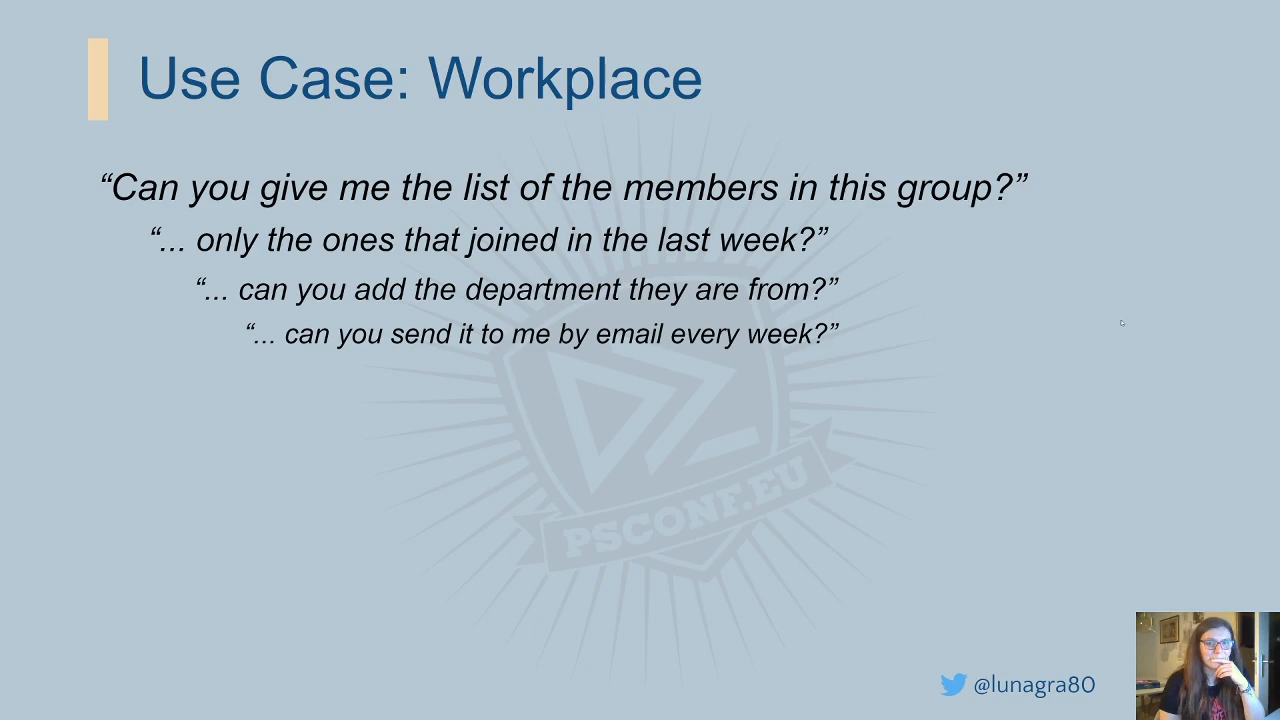 Use Case: Workplace
“Can you give me the list of the members in this group?”
“... only the ones that joined in the last week?”
“... can you add the department they are from?”
“... can you send it to me by email every week?”
PSCONF.EU
@lunagra80